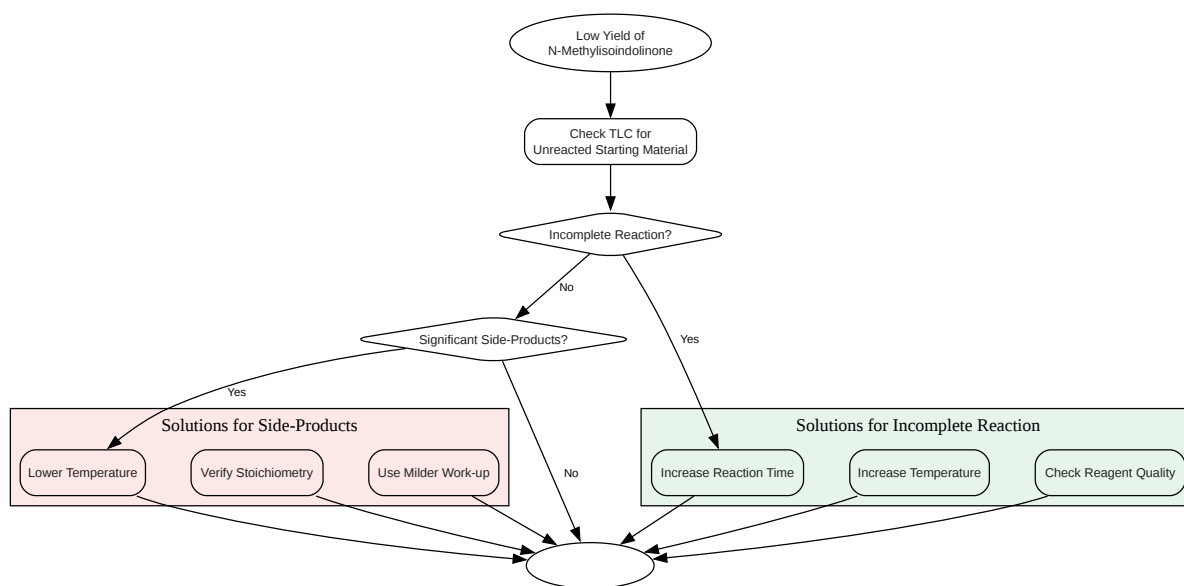 Low Yield of
N-Methylisoindolinone
Check TLC for
Unreacted Starting Material
Incomplete Reaction?
No
Significant Side-Products?
Yes
Yes
Solutions for Side-Products
Lower Temperature
Verify Stoichiometry
Use Milder Work-up
No
Solutions for Incomplete Reaction
Increase Reaction Time
Increase Temperature
Check Reagent Quality